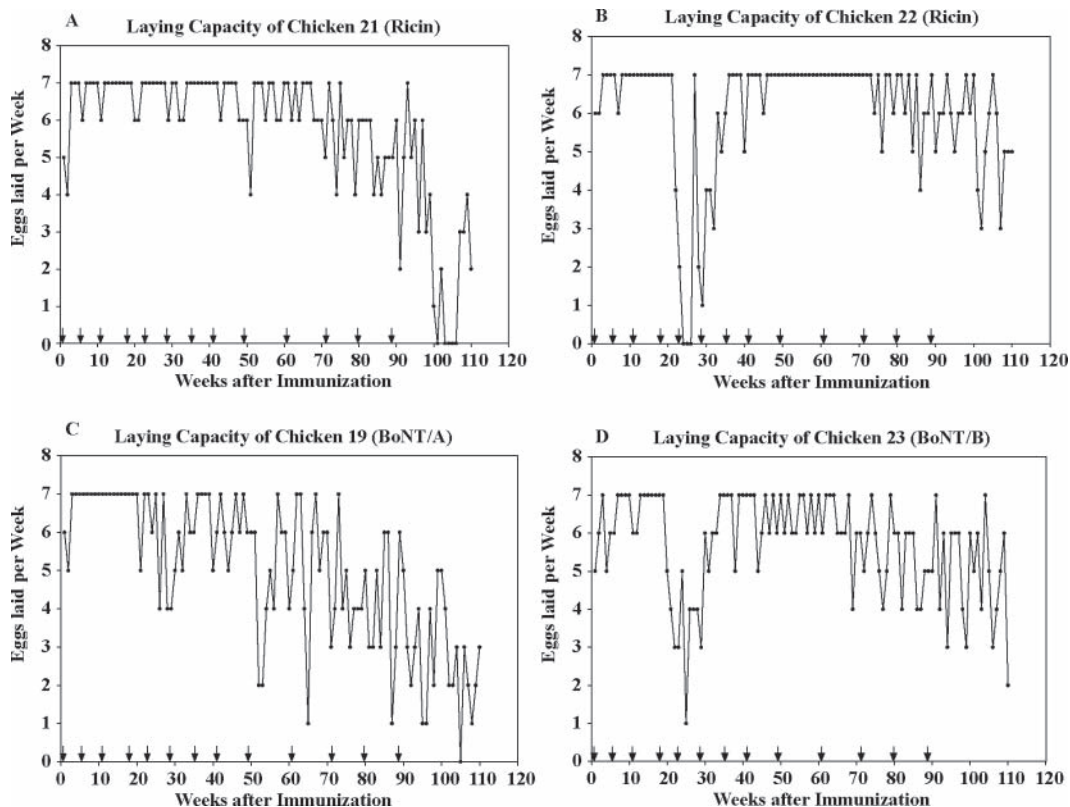 A
Laying Capacity of Chicken 21 (Ricin)
Eggs laid per Week
8
7
6
5
4
3
2
1
0
0 10 20 30 40 50 60 70 80 90 100 110 120
Weeks after Immunization
B
Laying Capacity of Chicken 22 (Ricin)
Eggs laid per Week
8
7
6
5
4
3
2
1
0
0 10 20 30 40 50 60 70 80 90 100 110 120
Weeks after Immunization
C
Laying Capacity of Chicken 19 (BoNT/A)
Eggs laid per Week
8
7
6
5
4
3
2
1
0
0 10 20 30 40 50 60 70 80 90 100 110 120
Weeks after Immunization
D
Laying Capacity of Chicken 23 (BoNT/B)
Eggs laid per Week
8
7
6
5
4
3
2
1
0
0 10 20 30 40 50 60 70 80 90 100 110 120
Weeks after Immunization